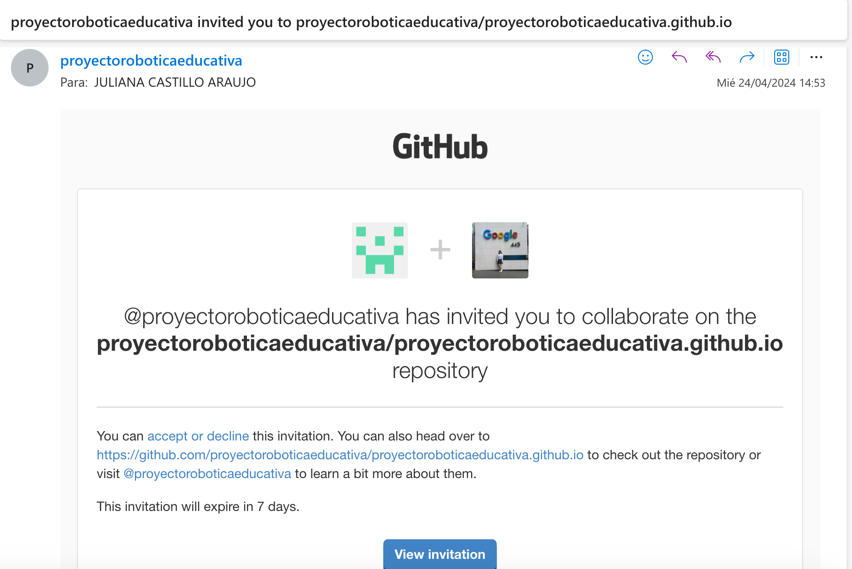 proyectoroboticaeducativa invited you to proyectoroboticaeducativa/proyectoroboticaeducativa.github.io
P
proyectoroboticaeducativa
Para: JULIANA CASTILLO ARAUJO
Mié 24/04/2024 14:53
GitHub
Google
@proyectoroboticaeducativa has invited you to collaborate on the
proyectoroboticaeducativa/proyectoroboticaeducativa.github.io
repository
You can accept or decline this invitation. You can also head over to
https://github.com/proyectoroboticaeducativa/proyectoroboticaeducativa.github.io to check out the repository or
visit @proyectoroboticaeducativa to learn a bit more about them.
This invitation will expire in 7 days.
View invitation